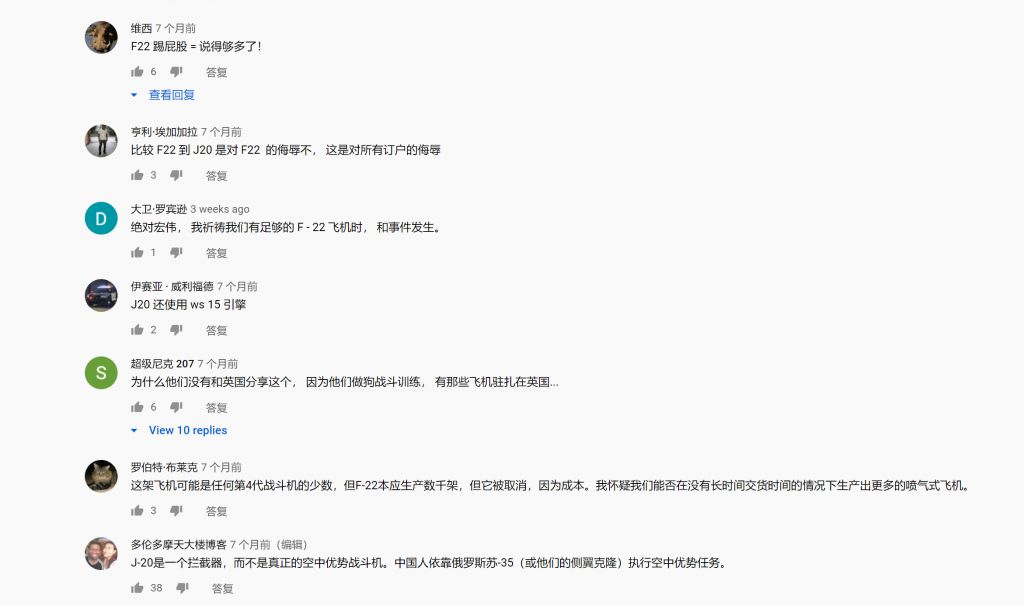 维西 7 个月前
F22 踢屁股 = 说得够多了!
6 答复
查看回复
亨利·埃加加拉 7 个月前
比较 F22 到 J20 是对 F22 的侮辱不， 这是对所有订户的侮辱
3 答复
D
大卫·罗宾逊 3 weeks ago
绝对宏伟， 我祈祷我们有足够的 F - 22 飞机时， 和事件发生。
1 答复
伊赛亚 · 威利福德 7 个月前
J20 还使用 ws 15 引擎
2 答复
S
超级尼克 207 7 个月前
为什么他们没有和英国分享这个， 因为他们做狗战斗训练， 有那些飞机驻扎在英国...
6 答复
View 10 replies
罗伯特·布莱克 7 个月前
这架飞机可能是任何第4代战斗机的少数，但F-22本应生产数千架，但它被取消，因为成本。我怀疑我们能否在没有长时间交货时间的情况下生产出更多的喷气式飞机。
3 答复
多伦多摩天大楼博客 7 个月前（编辑）
J-20是一个拦截器，而不是真正的空中优势战斗机。中国人依靠俄罗斯苏-35（或他们的侧翼克隆）执行空中优势任务。
38 答复